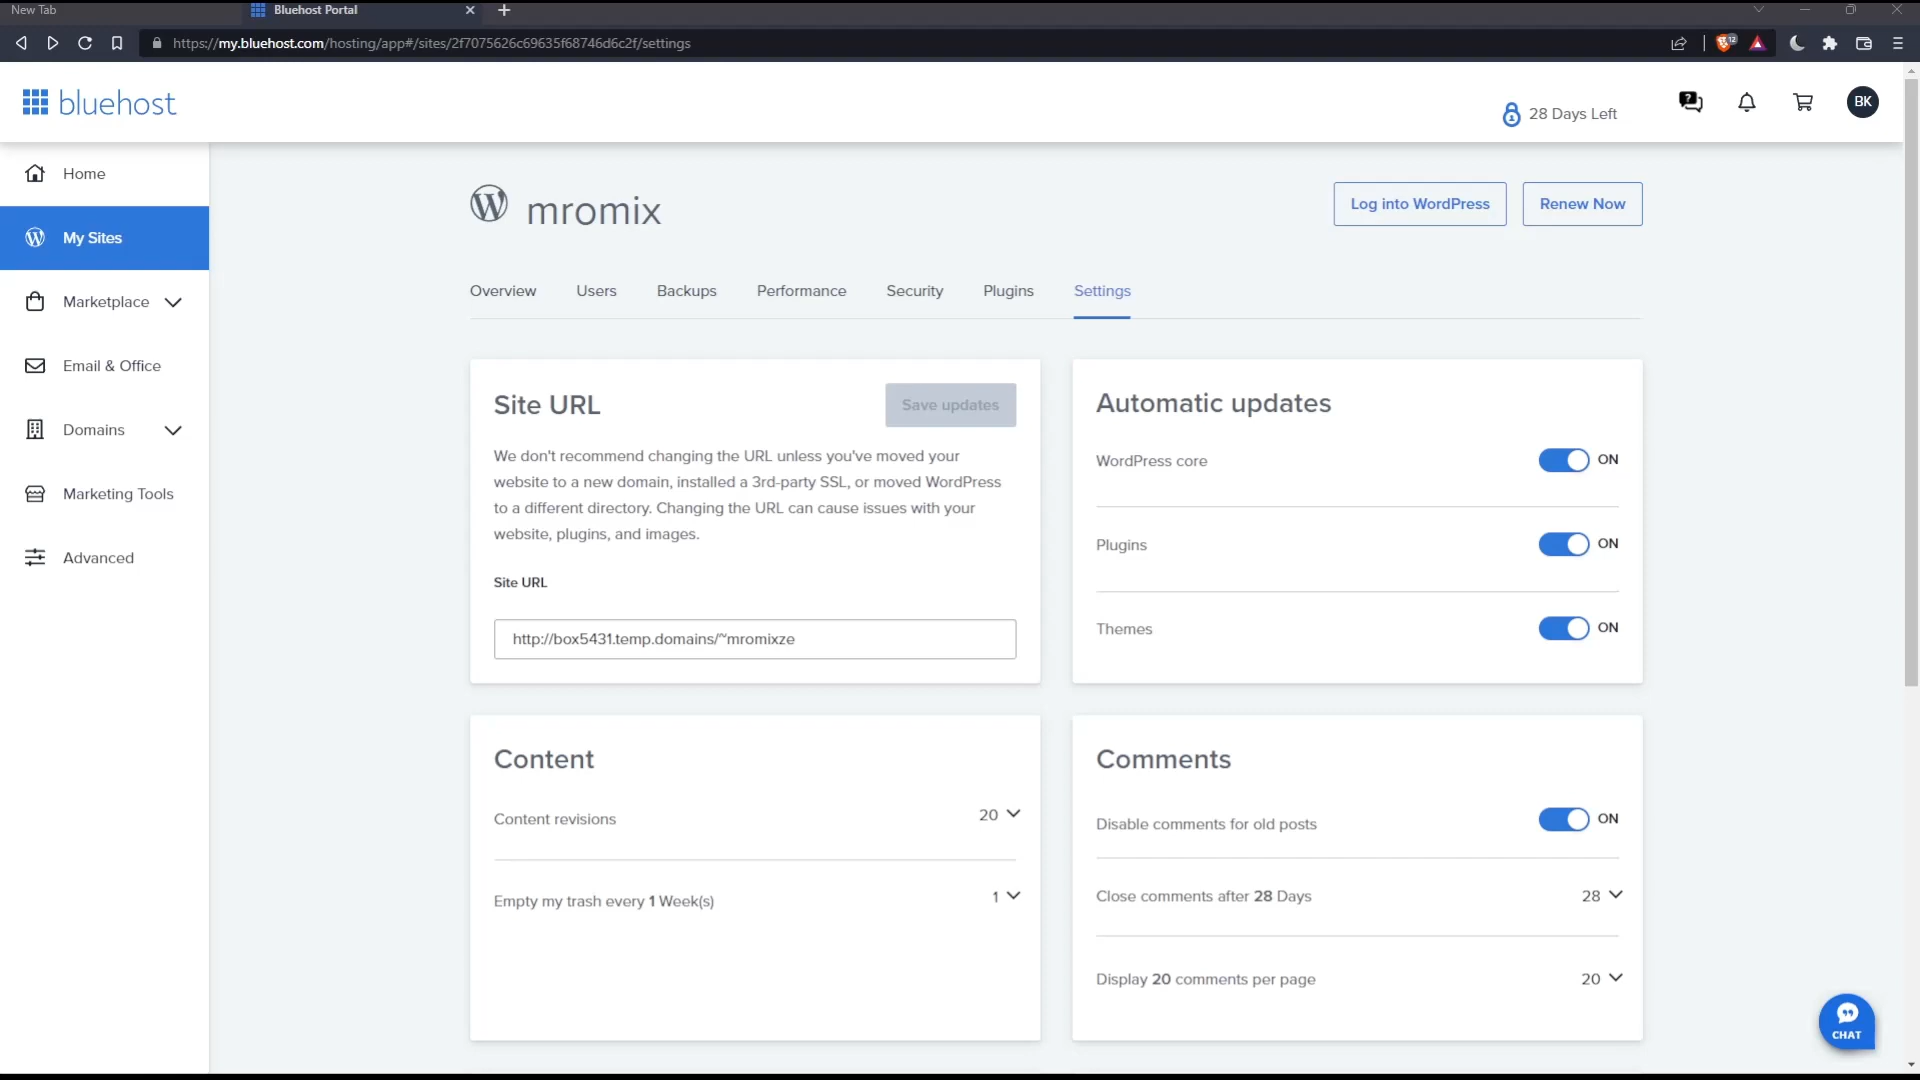 New Tab
Bluehost Portal
https://my.bluehost.com/hosting/app#/sites/2f7075626c69635f68746d6c2f/settings
12
bluehost
28 Days Left
BK
Home
My Sites
Marketplace
Email & Office
Domains
Marketing Tools
Advanced
mromix
Log into WordPress
Renew Now
Overview
Users
Backups
Performance
Security
Plugins
Settings
Site URL
Save updates
We don't recommend changing the URL unless you've moved your
website to a new domain, installed a 3rd-party SSL, or moved WordPress
to a different directory. Changing the URL can cause issues with your
website, plugins, and images.
Site URL
http://box5431.temp.domains/~mromixze
Automatic updates
WordPress core
ON
Plugins
ON
Themes
ON
Content
Content revisions
20
Empty my trash every 1 Week(s)
1
Comments
Disable comments for old posts
ON
Close comments after 28 Days
28
Display 20 comments per page
20
CHAT